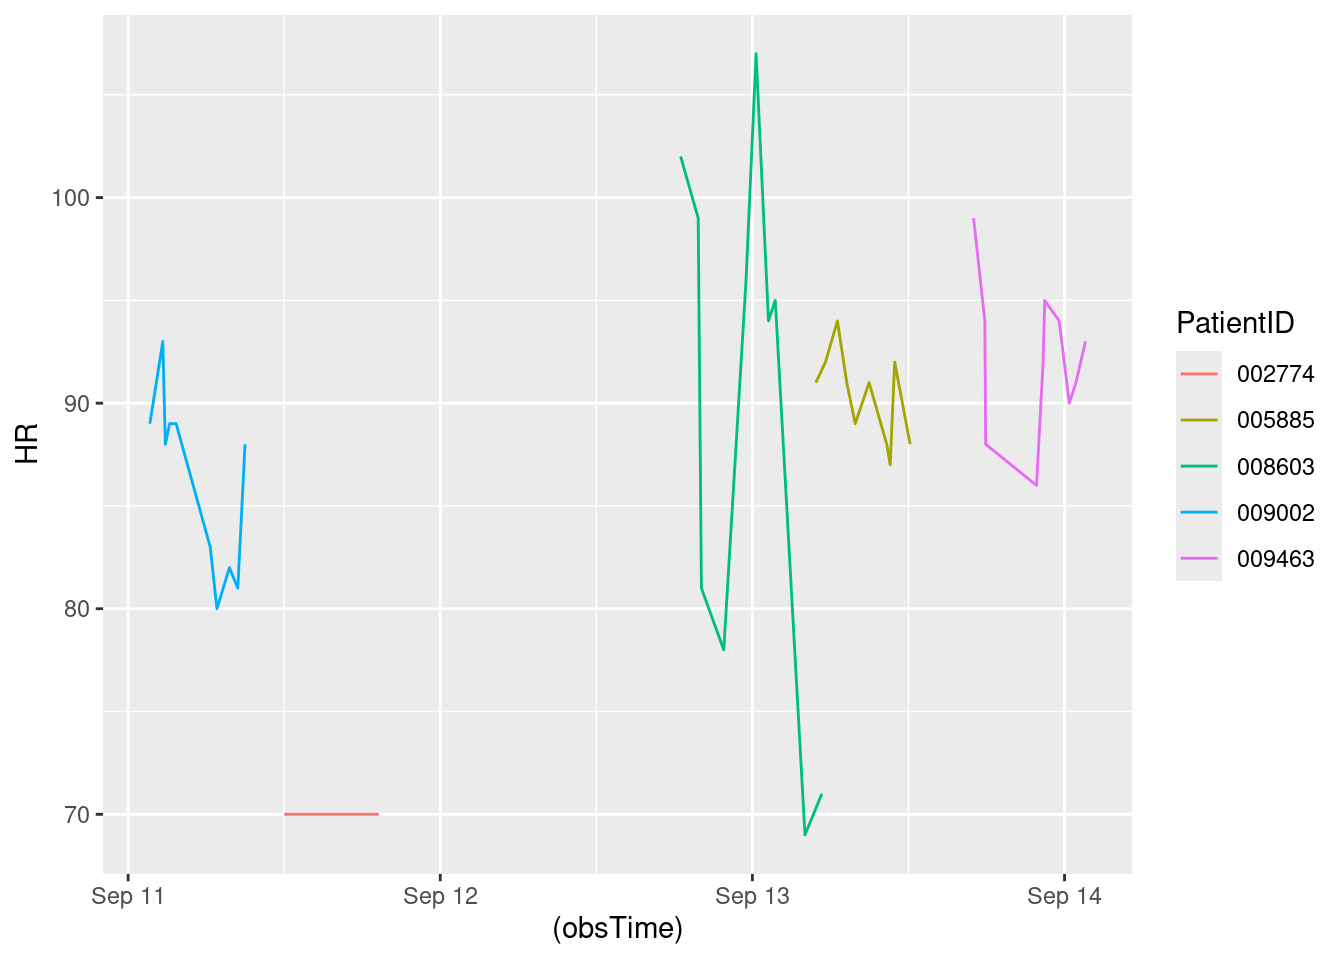 HR
100
90
80
70
Sep 11
Sep 12
Sep 13
Sep 14
(obsTime)
PatientID
002774
005885
008603
009002
009463